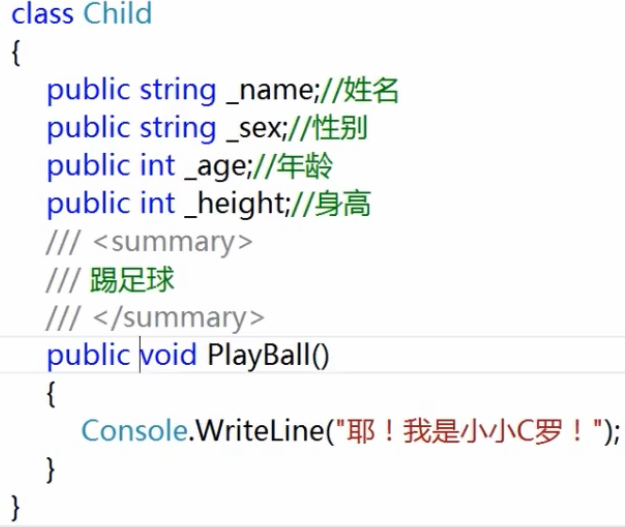 class Child
{
public string _name;//姓名
public string _sex;//性别
public int _age;//年龄
public int _height;//身高
/// <summary>
/// 踢足球
/// </summary>
public void PlayBall()
{
Console.WriteLine("耶！我是小小C罗！");
}
}